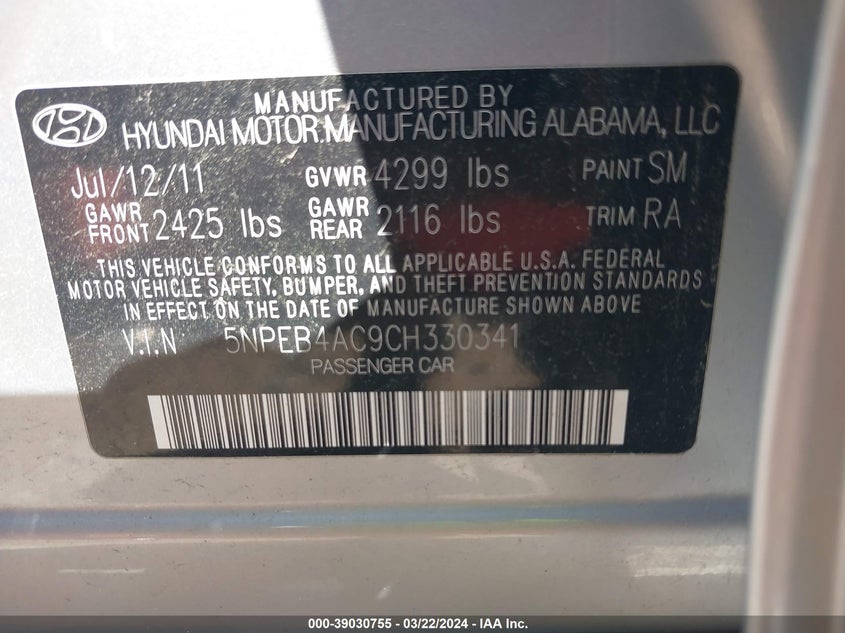 MANUFACTURED BY
HYUNDAI MOTOR MANUFACTURING ALABAMA, LLC
Jul/12/11 GVWR 4299 lbs PAINT SM
GAWR FRONT 2425 lbs GAWR REAR 2116 lbs TRIM RA
THIS VEHICLE CONFORMS TO ALL APPLICABLE U.S.A. FEDERAL
MOTOR VEHICLE SAFETY, BUMPER, AND THEFT PREVENTION STANDARDS
IN EFFECT ON THE DATE OF MANUFACTURE SHOWN ABOVE
V.I.N 5NPEB4AC9CH330341
PASSENGER CAR
000-39030755 - 03/22/2024 - IAA Inc.